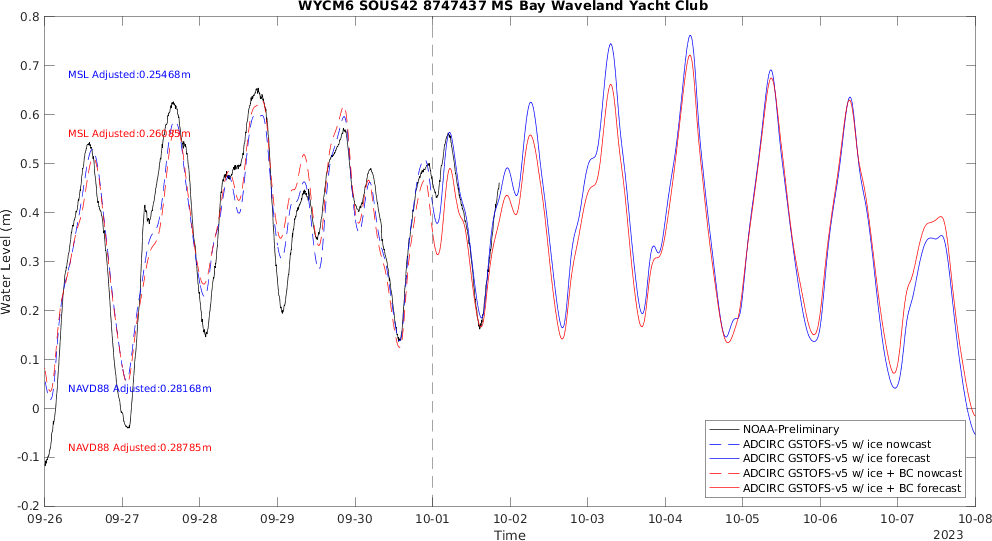 WYCM6 SOUS42 8747437 MS Bay Waveland Yacht Club
0.8
0.7
0.6
0.5
0.4
0.3
0.2
0.1
0
-0.1
-0.2
Water Level (m)
MSL Adjusted:0.25468m
MSL Adjusted:0.26085m
NAVD88 Adjusted:0.28168m
NAVD88 Adjusted:0.28785m
NOAA-Preliminary
ADCIRC GSTOFS-v5 w/ ice nowcast
ADCIRC GSTOFS-v5 w/ ice forecast
ADCIRC GSTOFS-v5 w/ ice + BC nowcast
ADCIRC GSTOFS-v5 w/ ice + BC forecast
09-26 09-27 09-28 09-29 09-30 10-01 10-02 10-03 10-04 10-05 10-06 10-07 10-08
Time
2023